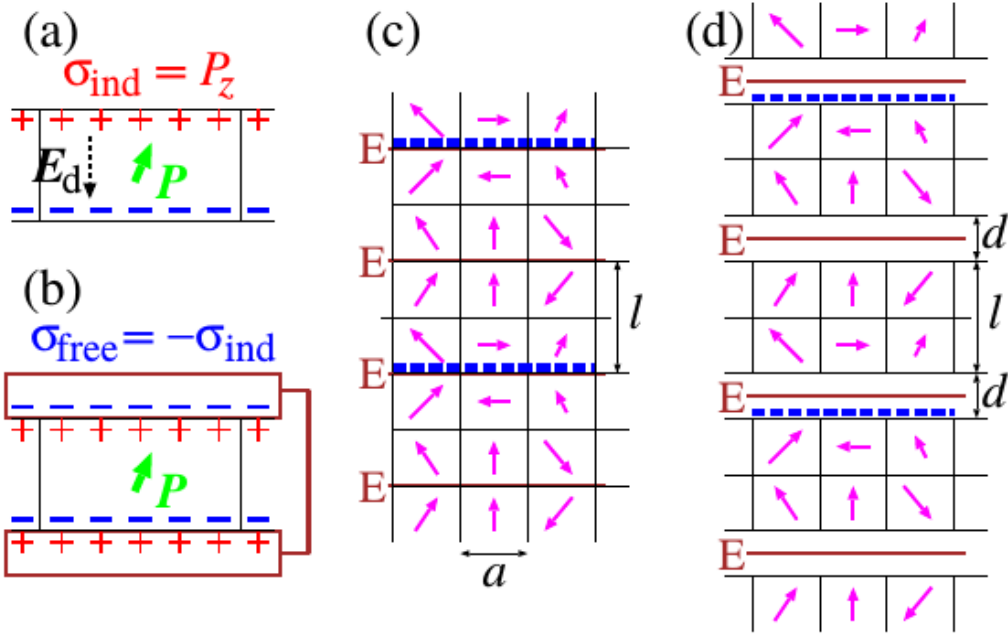 (a)
σind = Pz
Ed
P
(b)
σfree = −σind
P
(c)
E
E
E
E
l
a
(d)
E
E
d
l
E
d
E